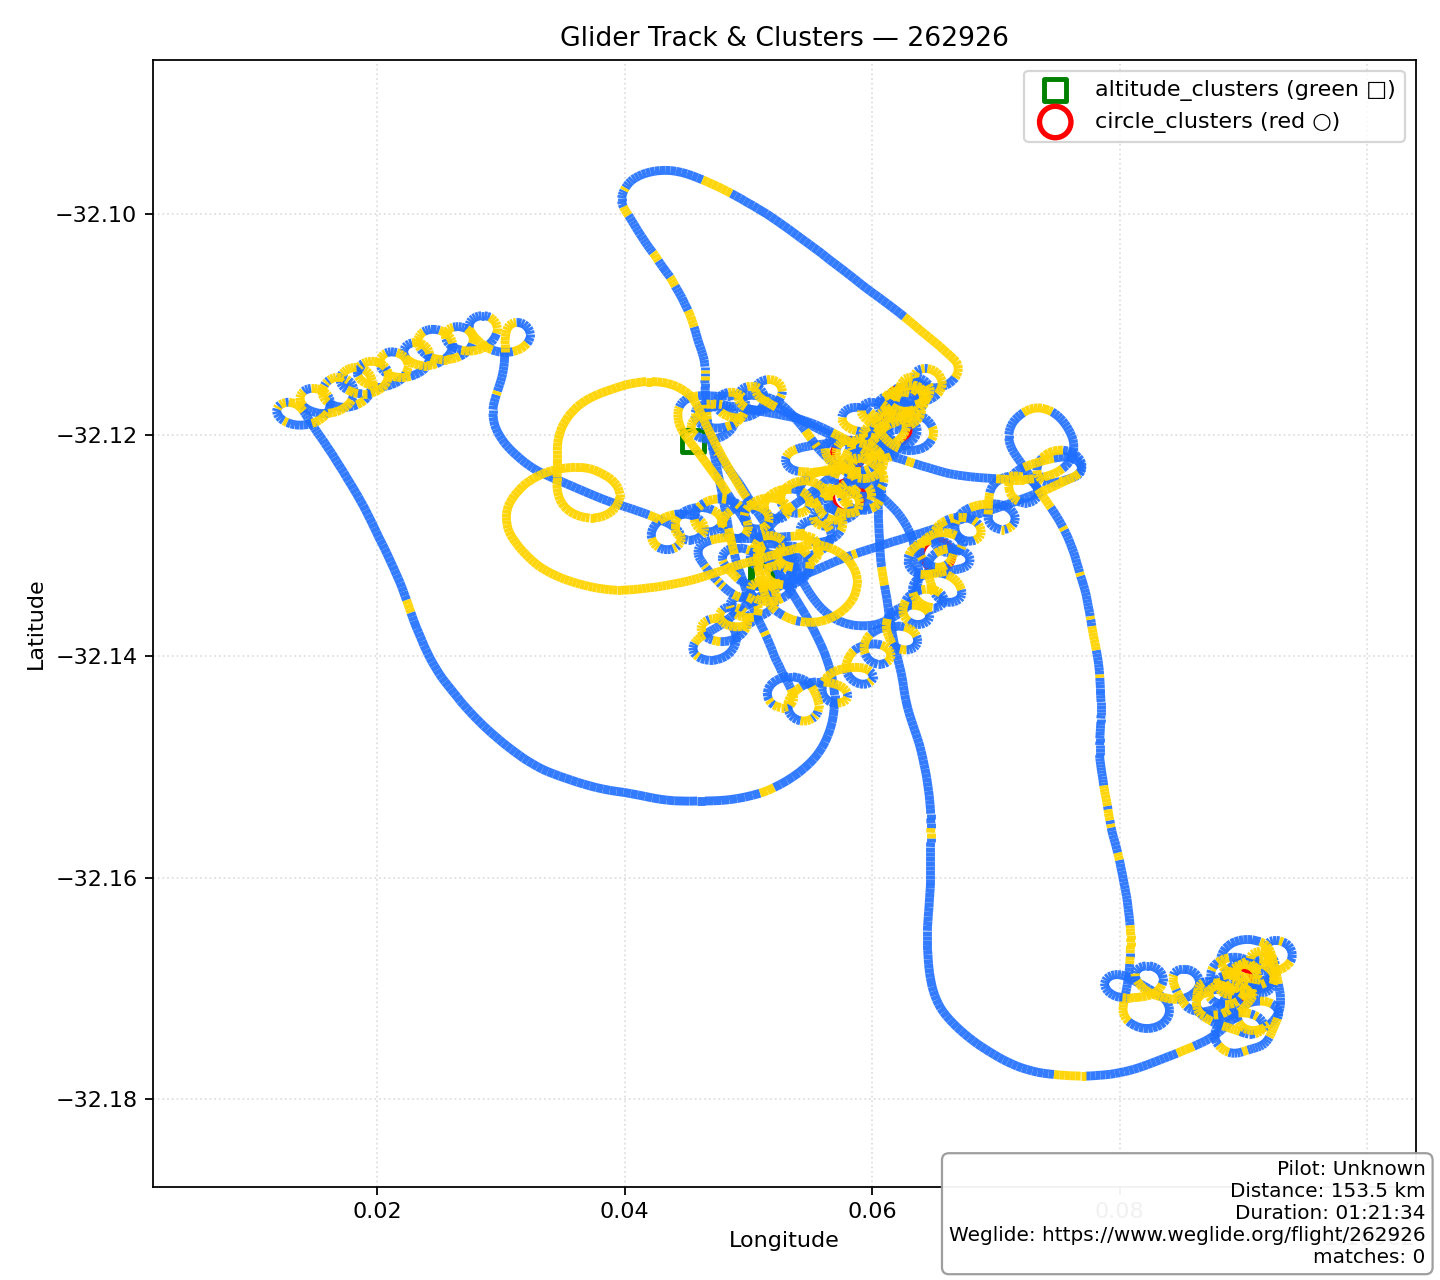 Glider Track & Clusters — 262926
altitude_clusters (green □)
circle_clusters (red ○)
−32.10
−32.12
−32.14
−32.16
−32.18
Latitude
0.02
0.04
0.06
0.08
Longitude
Pilot: Unknown
Distance: 153.5 km
Duration: 01:21:34
Weglide: https://www.weglide.org/flight/262926
matches: 0